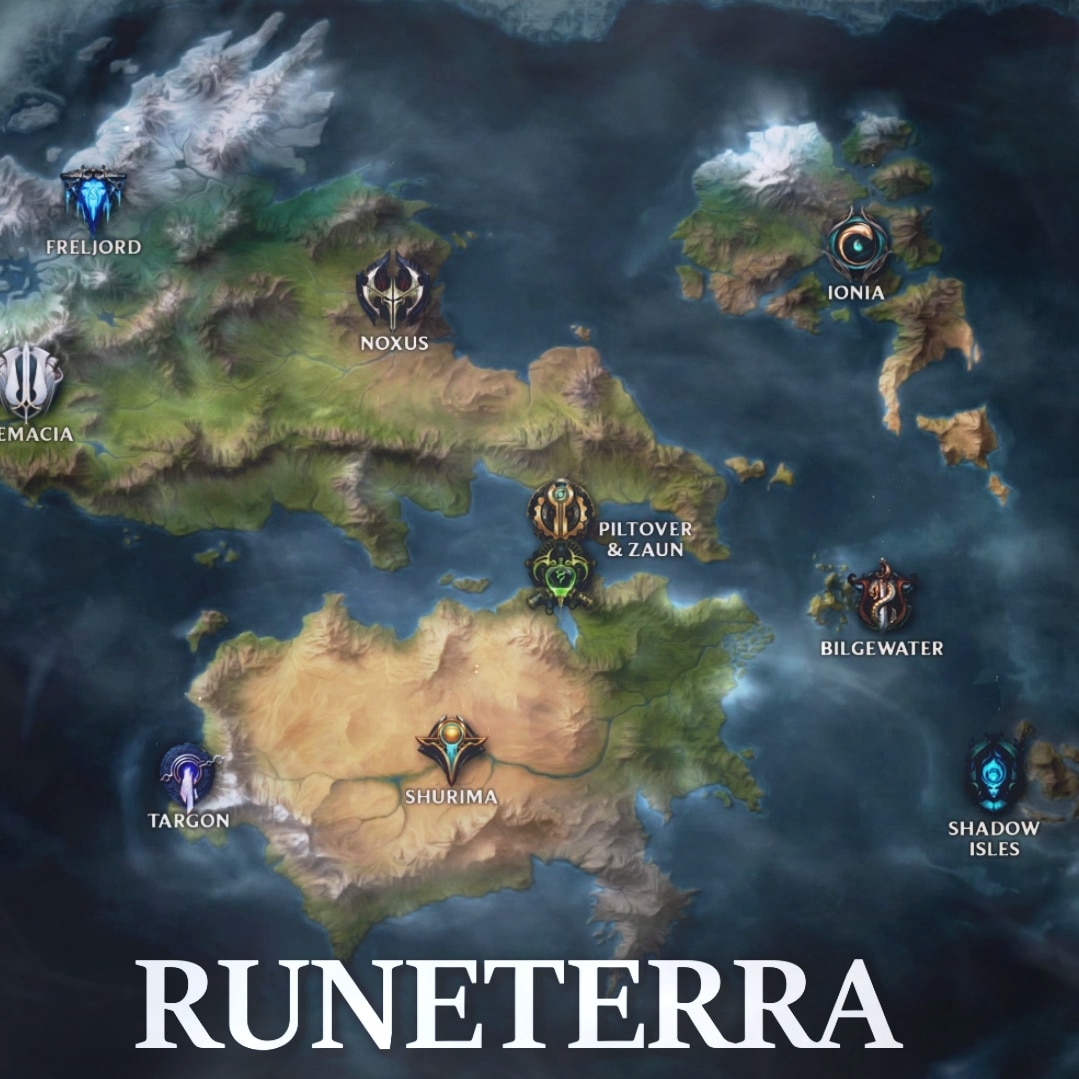 FRELJORD
IONIA
NOXUS
EMACIA
PILTOVER
& ZAUN
BILGEWATER
SHURIMA
TARGON
SHADOW
ISLES
RUNETERRA